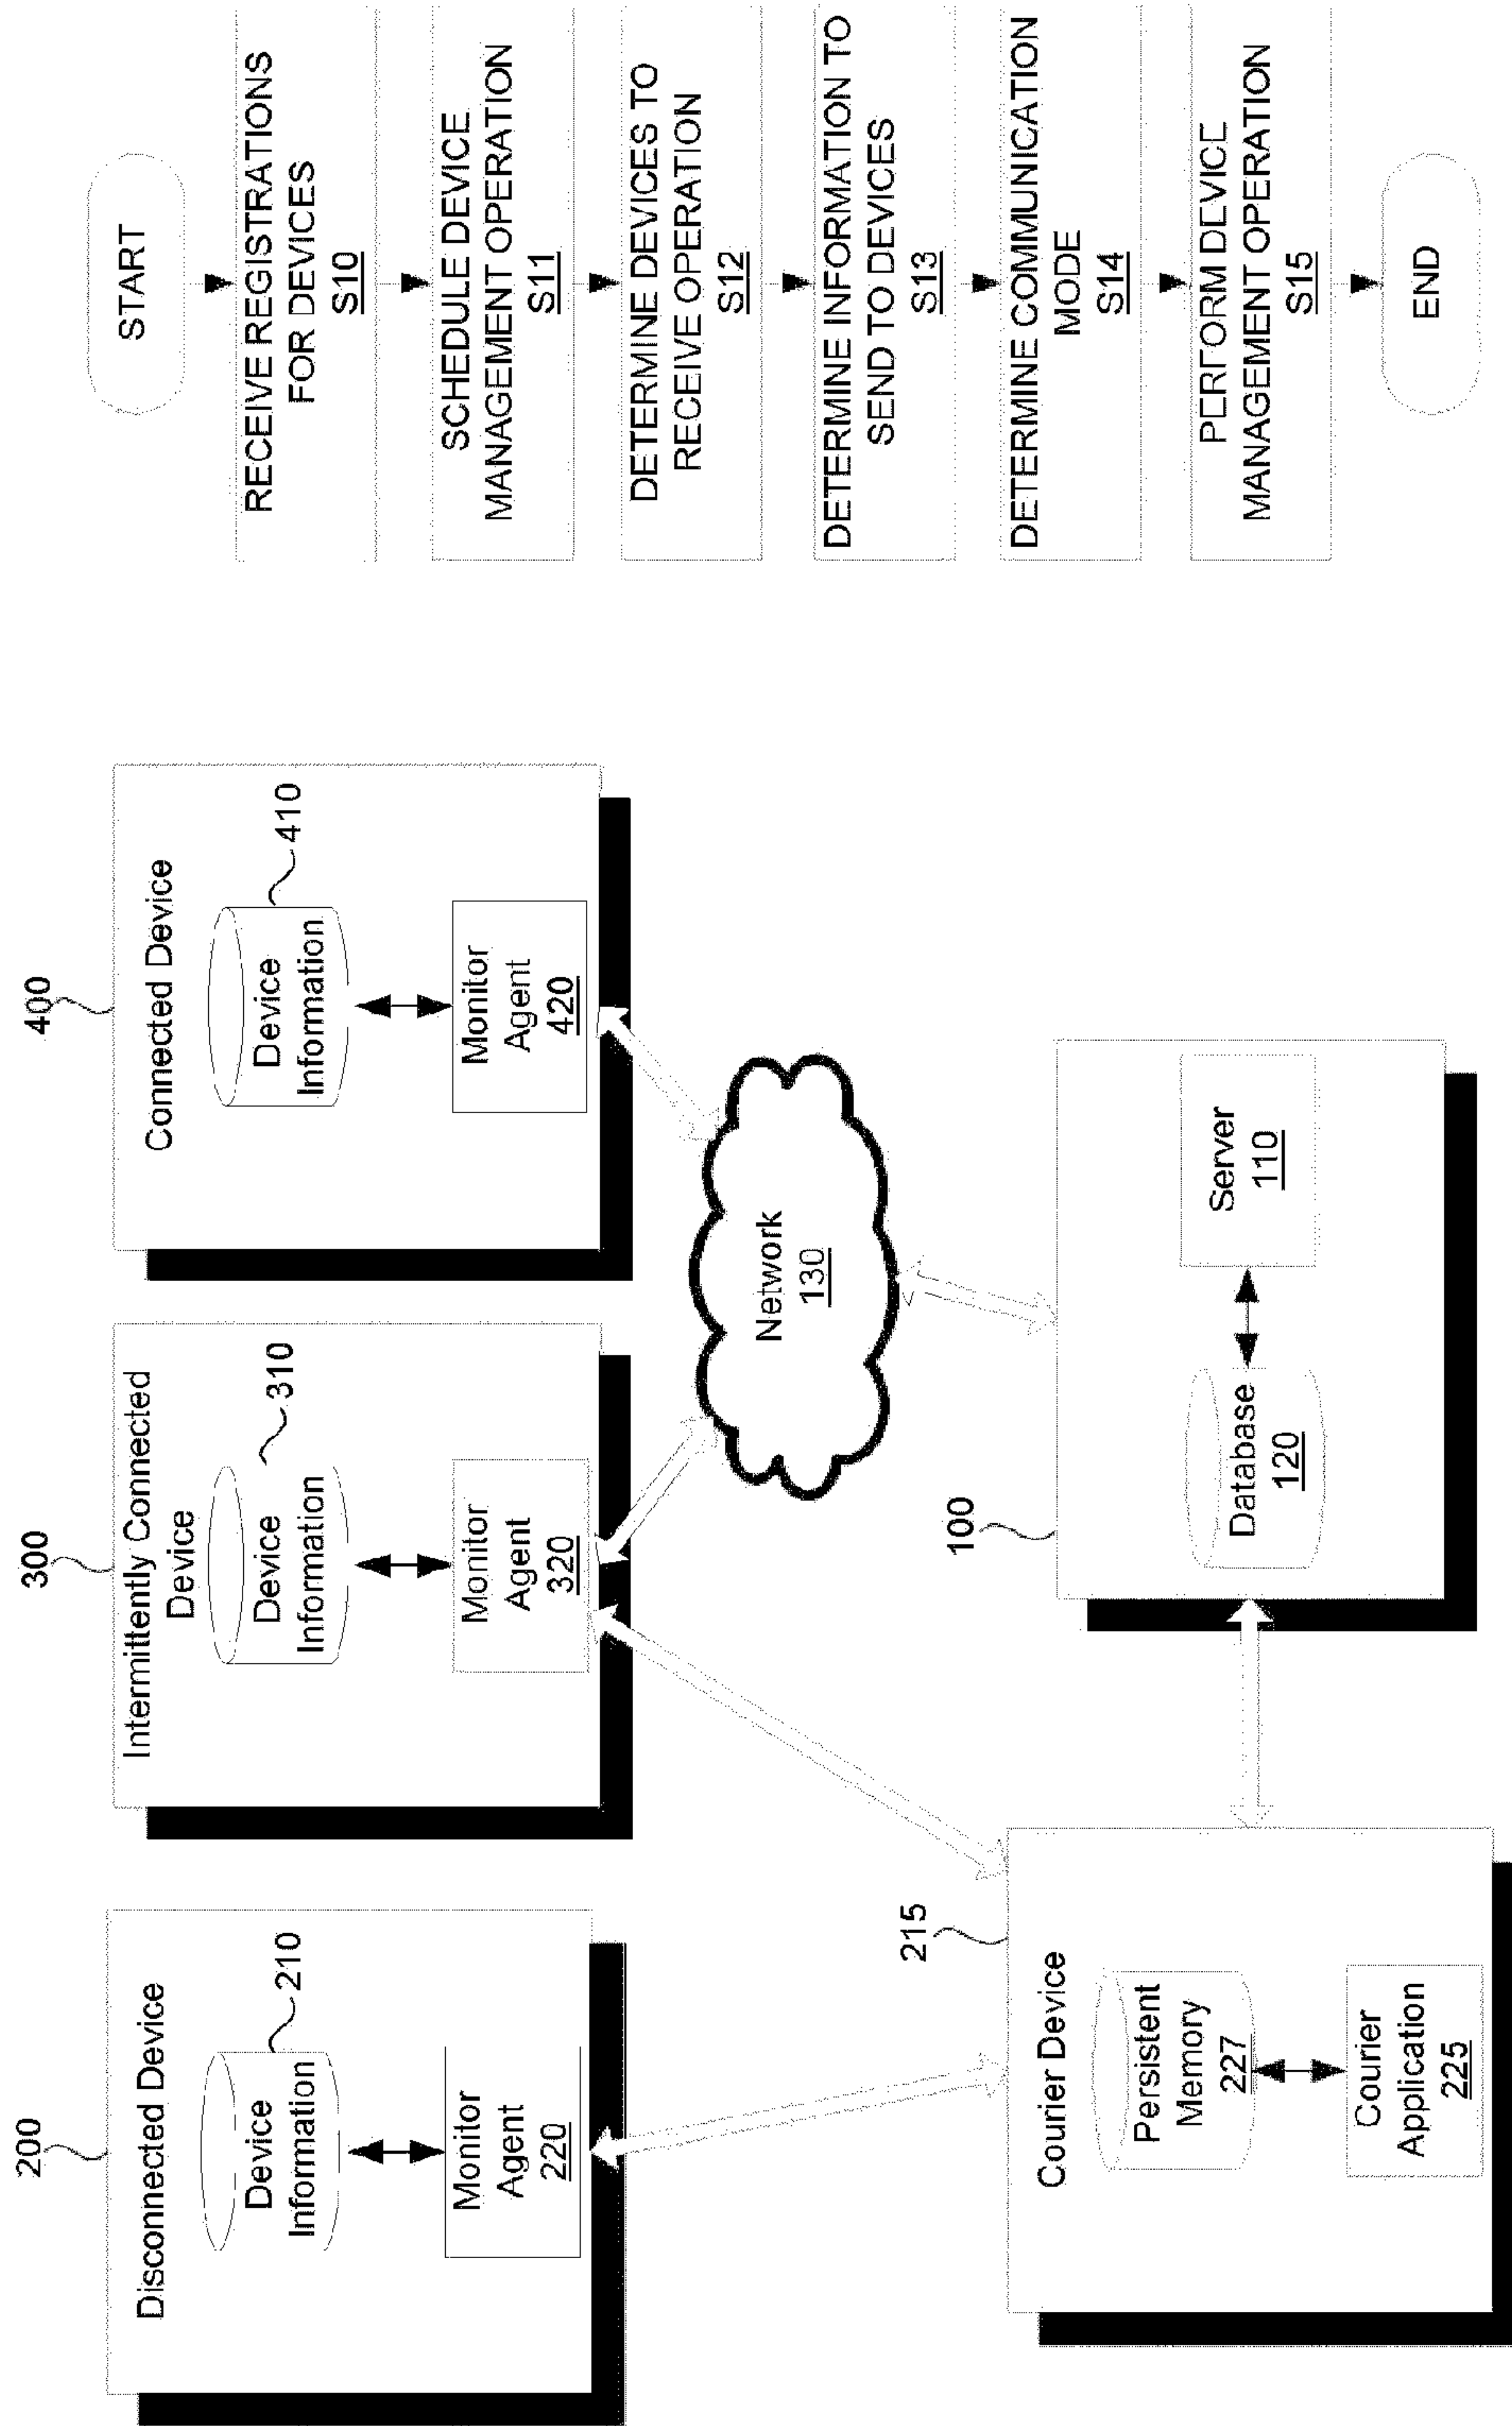 200
Disconnected Device
Device
Information
210
Monitor
Agent
220
300
Intermittently Connected
Device
Device
Information
310
Monitor
Agent
320
400
Connected Device
Device
Information
410
Monitor
Agent
420
Network
130
215
Courier Device
Persistent
Memory
227
Courier
Application
225
100
Database
120
Server
110
START
RECEIVE REGISTRATIONS
FOR DEVICES
S10
SCHEDULE DEVICE
MANAGEMENT OPERATION
S11
DETERMINE DEVICES TO
RECEIVE OPERATION
S12
DETERMINE INFORMATION TO
SEND TO DEVICES
S13
DETERMINE COMMUNICATION
MODE
S14
PERFORM DEVICE
MANAGEMENT OPERATION
S15
END